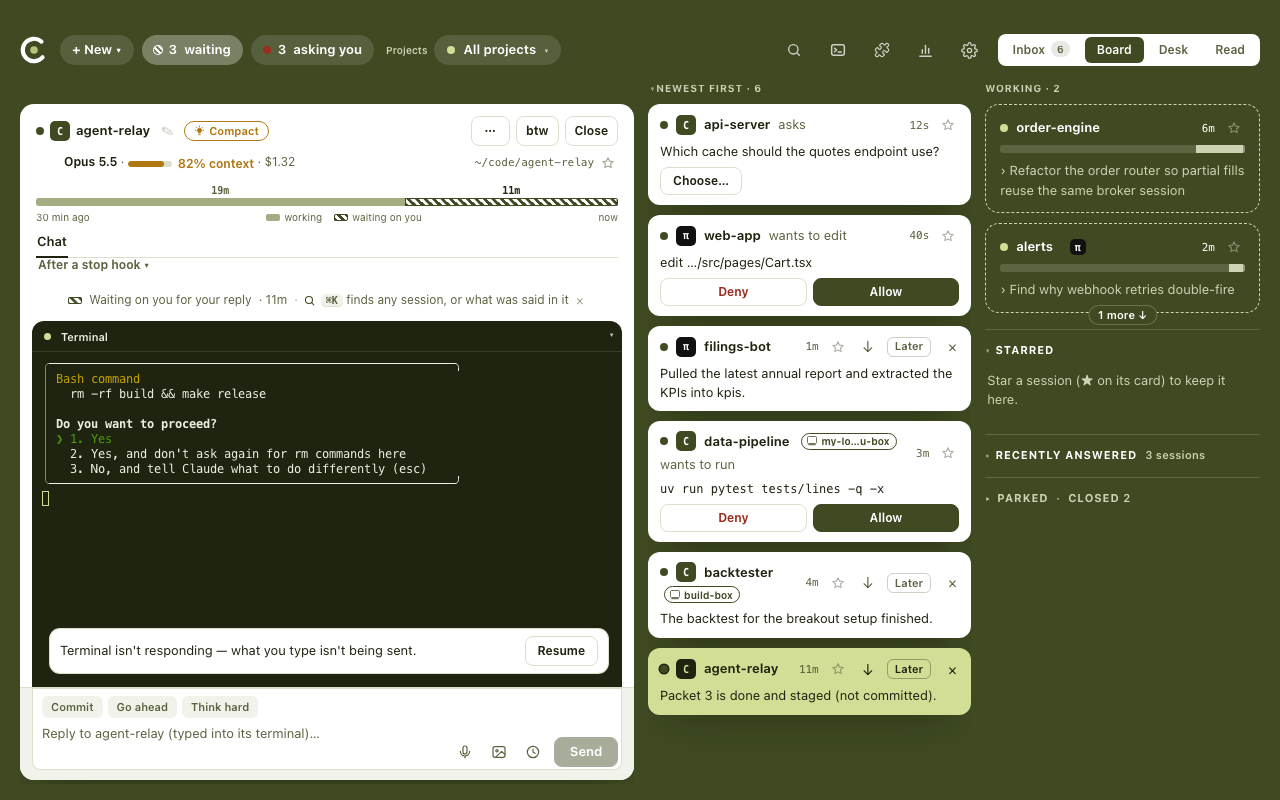 + New ▾
3 waiting
3 asking you
Projects
All projects ▾
Inbox 6
Board
Desk
Read
C agent-relay
Compact
···
btw
Close
Opus 5.5 · 82% context · $1.32
~/code/agent-relay
19m
11m
30 min ago
working
waiting on you
now
Chat
After a stop hook ▾
Waiting on you for your reply · 11m · ⌘K finds any session, or what was said in it ×
Terminal
Bash command
rm -rf build && make release
Do you want to proceed?
❯ 1. Yes
2. Yes, and don't ask again for rm commands here
3. No, and tell Claude what to do differently (esc)
Terminal isn't responding — what you type isn't being sent.
Resume
Commit
Go ahead
Think hard
Reply to agent-relay (typed into its terminal)...
Send
NEWEST FIRST · 6
C api-server asks 12s
Which cache should the quotes endpoint use?
Choose...
π web-app wants to edit 40s
edit …/src/pages/Cart.tsx
Deny
Allow
π filings-bot 1m ↓ Later ×
Pulled the latest annual report and extracted the
KPIs into kpis.
C data-pipeline my-lo...u-box
wants to run
3m
uv run pytest tests/lines -q -x
Deny
Allow
C backtester
build-box
4m ↓ Later ×
The backtest for the breakout setup finished.
C agent-relay 11m ↓ Later ×
Packet 3 is done and staged (not committed).
WORKING · 2
order-engine 6m
› Refactor the order router so partial fills
reuse the same broker session
alerts π 2m
› Find why webhook retries double-fire
1 more ↓
STARRED
Star a session (★ on its card) to keep it
here.
RECENTLY ANSWERED 3 sessions
PARKED · CLOSED 2